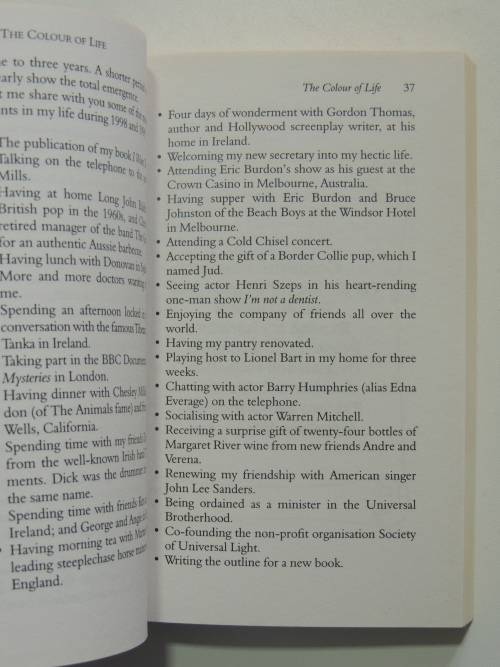 THE COLOUR OF LIFE
to three years. A shorter
early show the total emergence.
me share with you some of the
nts in my life during 1998 and
The publication of my book I
Talking on the telephone to the
Mills.
Having at home Long John
British pop in the 1960s, and
retired manager of the band The
for an authentic Aussie barbecue.
Having lunch with Donovan in
More and more doctors
me.
Spending an afternoon locked in
conversation with the famous
Tanka in Ireland.
Taking part in the BBC
Mysteries in London.
Having dinner with Chesley
don (of The Animals fame) and
Wells, California.
Spending time with my friends
from the well-known Irish band
ments. Dick was the drummer
the same name.
Spending time with friends
Ireland; and George and Angie
• Having morning tea with
leading steeplechase horse
England.
The Colour of Life 37
• Four days of wonderment with Gordon Thomas,
author and Hollywood screenplay writer, at his
home in Ireland.
• Welcoming my new secretary into my hectic life.
• Attending Eric Burdon's show as his guest at the
Crown Casino in Melbourne, Australia.
• Having supper with Eric Burdon and Bruce
Johnston of the Beach Boys at the Windsor Hotel
in Melbourne.
• Attending a Cold Chisel concert.
• Accepting the gift of a Border Collie pup, which I
named Jud.
• Seeing actor Henri Szeps in his heart-rending
one-man show I'm not a dentist.
• Enjoying the company of friends all over the
world.
• Having my pantry renovated.
• Playing host to Lionel Bart in my home for three
weeks.
• Chatting with actor Barry Humphries (alias Edna
Everage) on the telephone.
• Socialising with actor Warren Mitchell.
• Receiving a surprise gift of twenty-four bottles of
Margaret River wine from new friends Andre and
Verena.
• Renewing my friendship with American singer
John Lee Sanders.
• Being ordained as a minister in the Universal
Brotherhood.
• Co-founding the non-profit organisation Society
of Universal Light.
• Writing the outline for a new book.